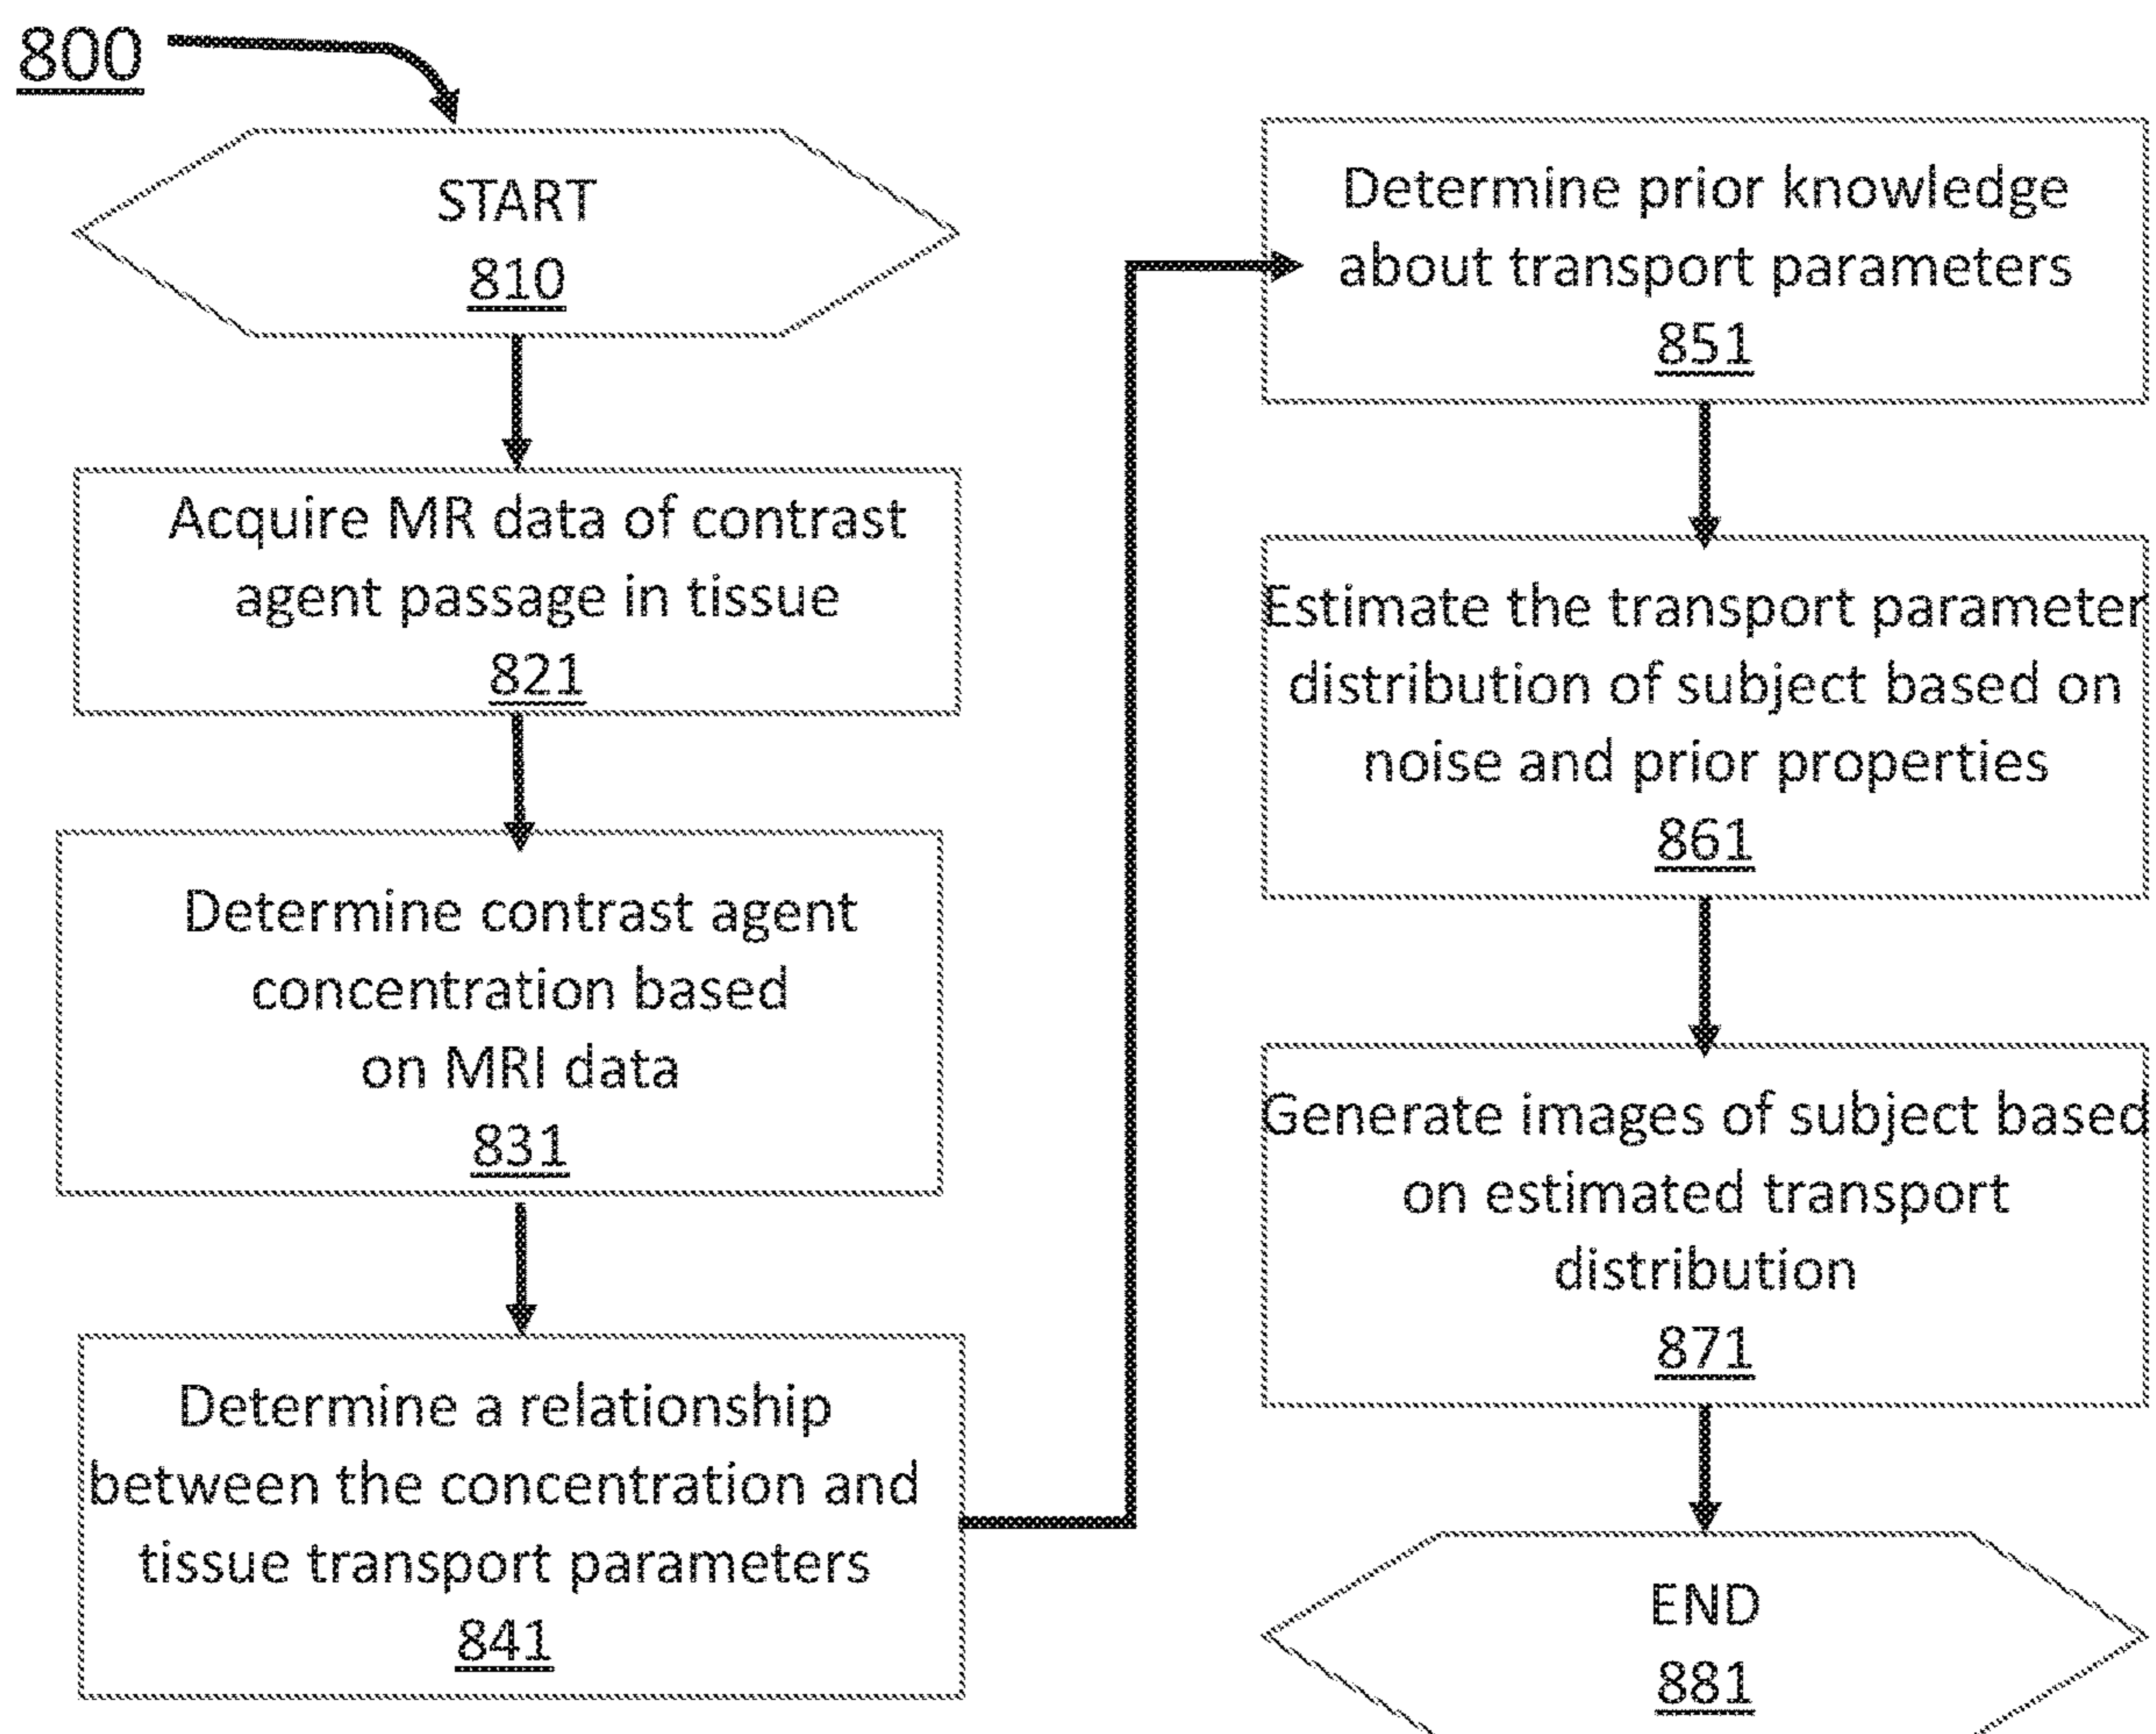 800
START
810
Acquire MR data of contrast
agent passage in tissue
821
Determine contrast agent
concentration based
on MRI data
831
Determine a relationship
between the concentration and
tissue transport parameters
841
Determine prior knowledge
about transport parameters
851
Estimate the transport parameter
distribution of subject based on
noise and prior properties
861
Generate images of subject based
on estimated transport
distribution
871
END
881